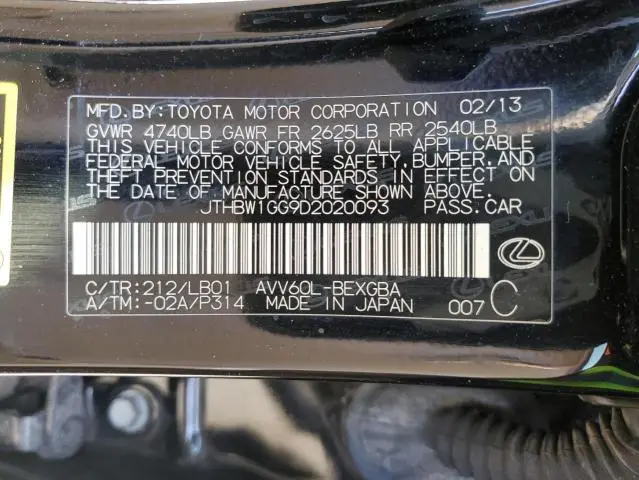 MFD.BY:TOYOTA MOTOR CORPORATION 02/13
GVWR 4740LB GAWR FR 2625LB RR 2540LB
THIS VEHICLE CONFORMS TO ALL APPLICABLE
FEDERAL MOTOR VEHICLE SAFETY,BUMPER,AND
THEFT PREVENTION STANDARDS IN EFFECT ON
THE DATE OF MANUFACTURE SHOWN ABOVE.
JTHBW1GG9D2020093 PASS.CAR
C/TR:212/LB01 AVV60L-BEXGBA
A/TM:-02A/P314 MADE IN JAPAN 007 C